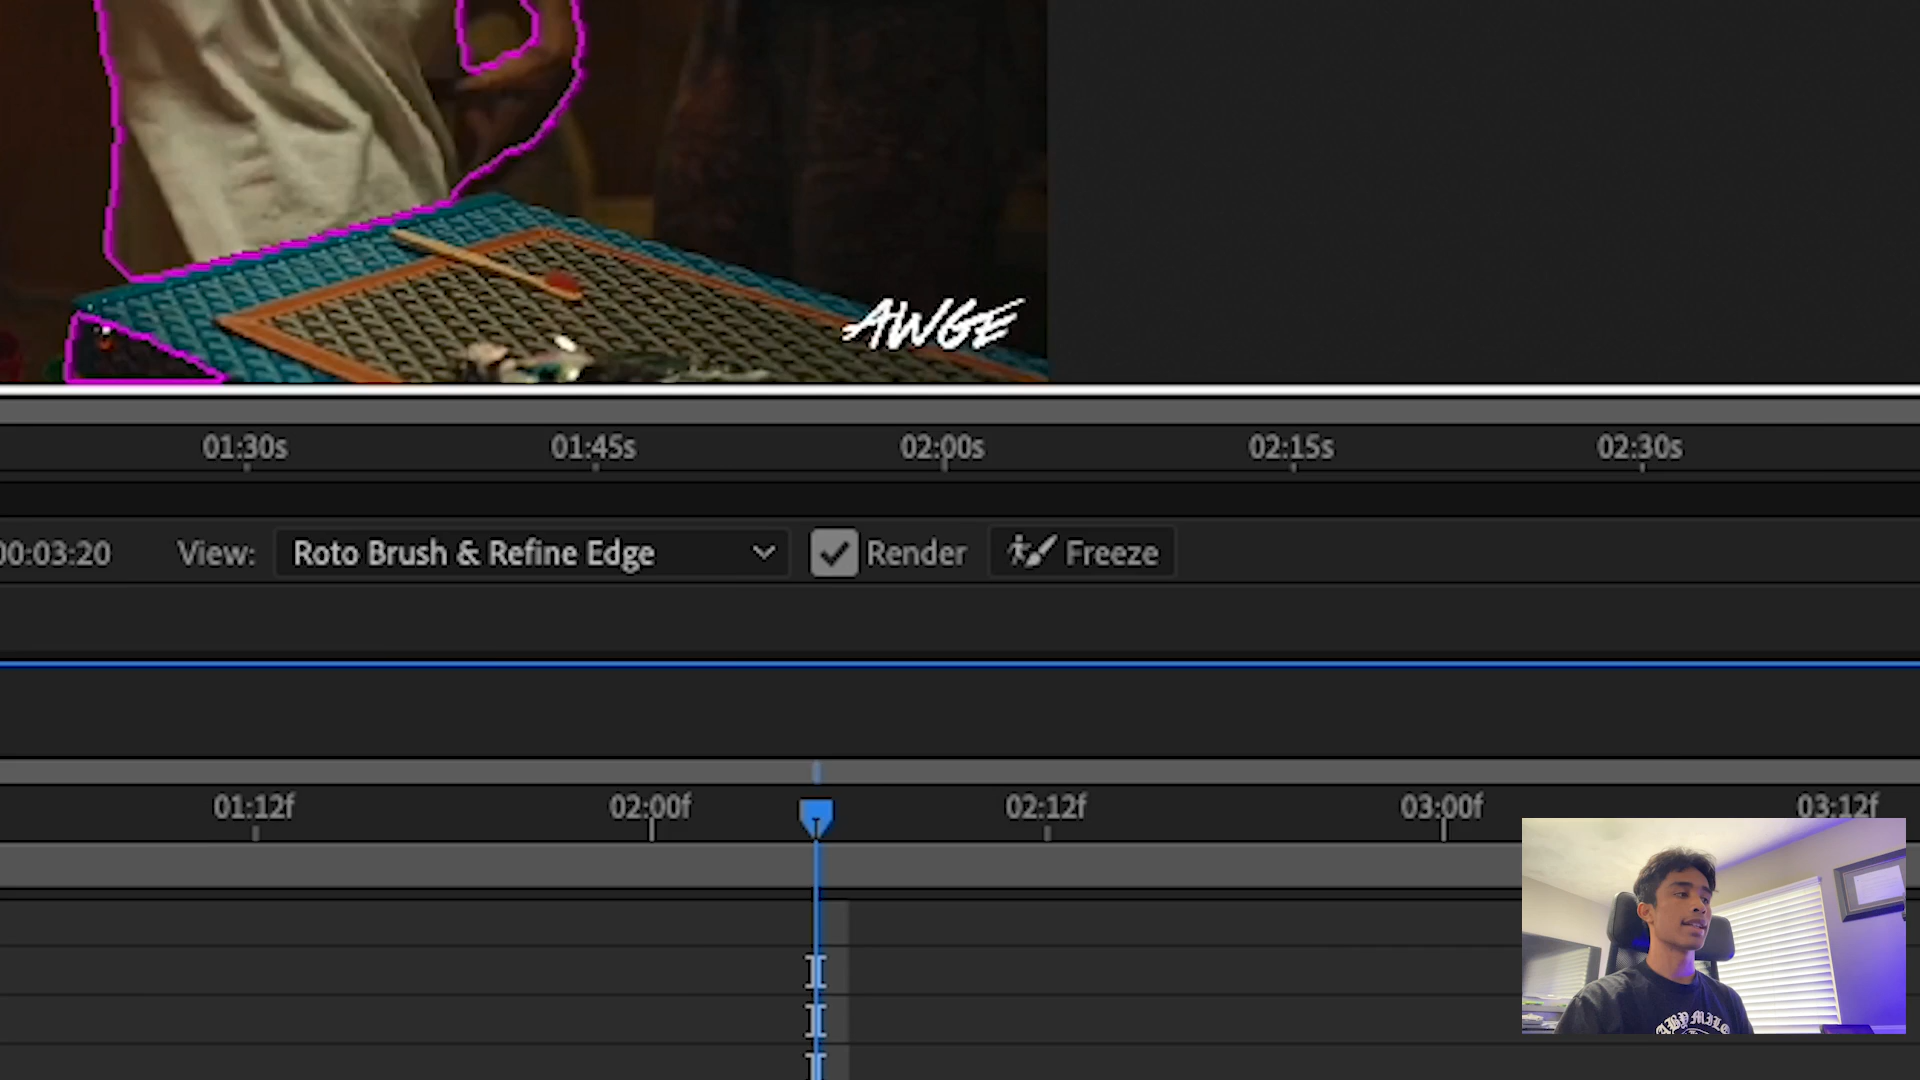 AWGE
01:30s 01:45s 02:00s 02:15s 02:30s
00:03:20 View: Roto Brush & Refine Edge Render Freeze
01:12f 02:00f 02:12f 03:00f 03:12f